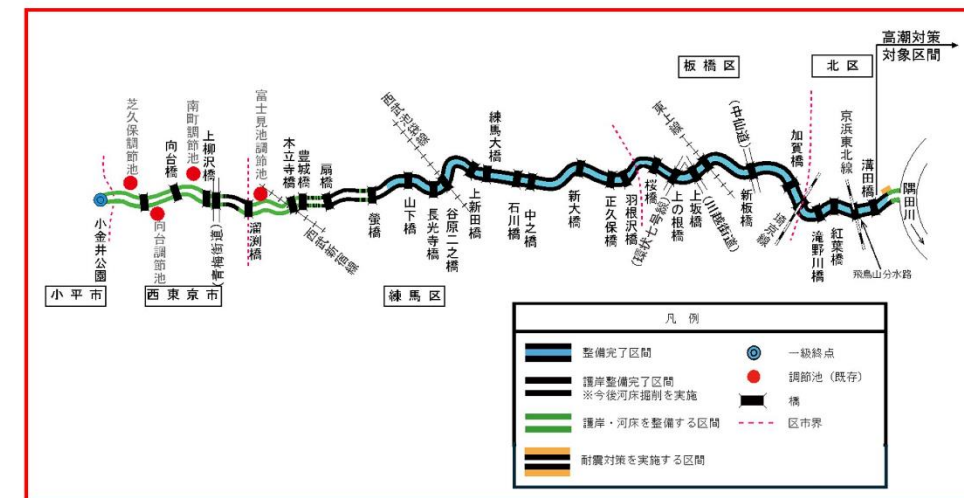 高潮対策
対象区間
板橋区
北区
芝久保調節池
向台橋
南町調節池
上柳沢橋
富士見池調節池
本立寺橋
豊城橋
扇橋
西武池袋線
練馬大橋
東上線
(中仙道)
加賀橋
京浜東北線
溝田橋
小金井公園
向台調節池
(青梅街道)
溜渕橋
西武新宿線
螢橋
山下橋
長光寺橋
谷原二之橋
上新田橋
石川橋
中之橋
新大橋
正久保橋
羽根沢橋
桜橋
(環状七号線)
上の根橋
上坂橋
(川越街道)
新板橋
埼京線
滝野川橋
紅葉橋
隅田川
飛鳥山分水路
小平市
西東京市
練馬区
凡例
整備完了区間
護岸整備完了区間
※今後河床掘削を実施
護岸・河床を整備する区間
耐震対策を実施する区間
一級終点
調節池（既存）
橋
区市界